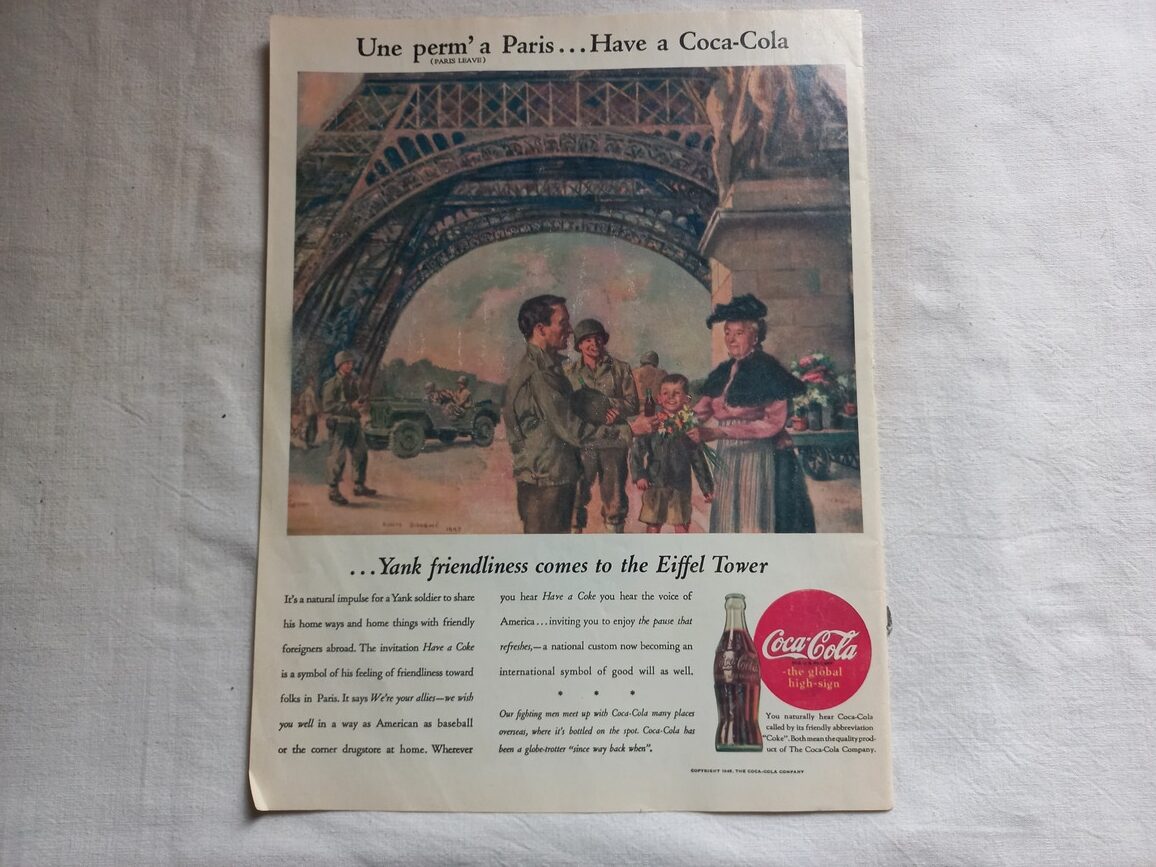 Une perm' a Paris...Have a Coca-Cola
(PARIS LEAVE)
...Yank friendliness comes to the Eiffel Tower
It's a natural impulse for a Yank soldier to share
his home ways and home things with friendly
foreigners abroad. The invitation Have a Coke
is a symbol of his feeling of friendliness toward
folks in Paris. It says We're your allies—we wish
you well in a way as American as baseball
or the corner drugstore at home. Wherever
you hear Have a Coke you hear the voice of
America...inviting you to enjoy the pause that
refreshes,—a national custom now becoming an
international symbol of good will as well.
* * *
Our fighting men meet up with Coca-Cola many places
overseas, where it's bottled on the spot. Coca-Cola has
been a globe-trotter "since way back when".
Coca-Cola
Coca-Cola
-the global
high-sign
You naturally hear Coca-Cola
called by its friendly abbreviation
"Coke". Both mean the quality prod-
uct of The Coca-Cola Company.
COPYRIGHT 1945, THE COCA-COLA COMPANY